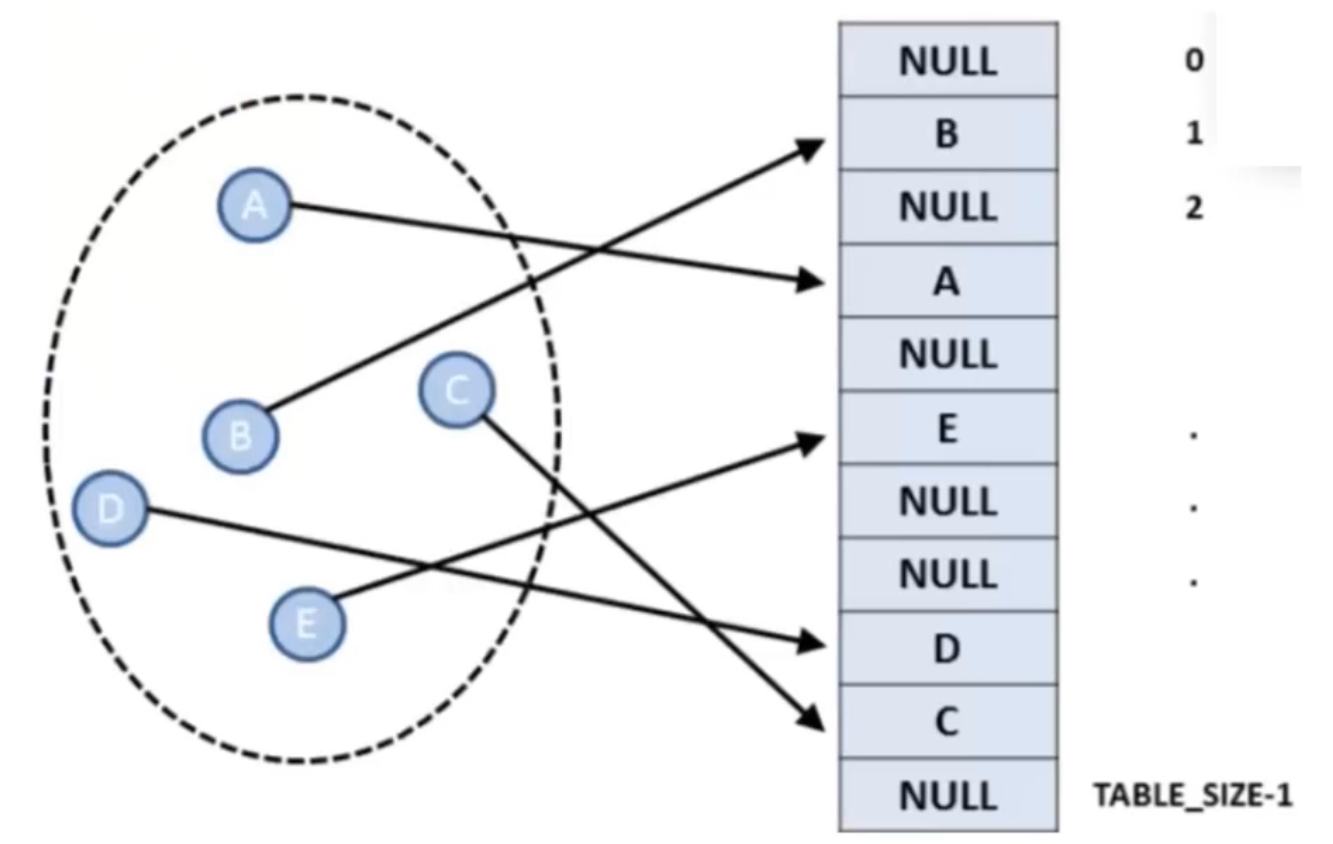 A
B
C
D
E
NULL 0
B 1
NULL 2
A
NULL
E .
NULL .
NULL .
D
C
NULL TABLE_SIZE-1